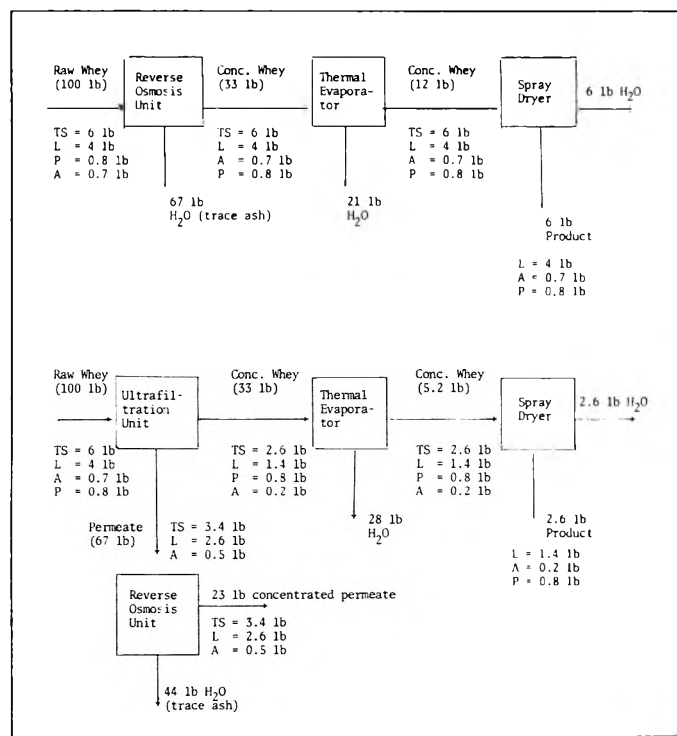 Raw Whey
(100 lb)
Reverse
Osmosis
Unit
Conc. Whey
(33 lb)
Thermal
Evapora-
tor
Conc. Whey
(12 lb)
Spray
Dryer
6 lb H₂O
TS = 6 lb
L = 4 lb
P = 0.8 lb
A = 0.7 lb
TS = 6 lb
L = 4 lb
A = 0.7 lb
P = 0.8 lb
TS = 6 lb
L = 4 lb
A = 0.7 lb
P = 0.8 lb
67 lb
H₂O (trace ash)
21 lb
H₂O
6 lb
Product
L = 4 lb
A = 0.7 lb
P = 0.8 lb
Raw Whey
(100 lb)
Ultrafil-
tration
Unit
Conc. Whey
(33 lb)
Thermal
Evapora-
tor
Conc. Whey
(5.2 lb)
Spray
Dryer
2.6 lb H₂O
TS = 6 lb
L = 4 lb
A = 0.7 lb
P = 0.8 lb
TS = 2.6 lb
L = 1.4 lb
P = 0.8 lb
A = 0.2 lb
TS = 2.6 lb
L = 1.4 lb
P = 0.8 lb
A = 0.2 lb
Permeate
(67 lb)
TS = 3.4 lb
L = 2.6 lb
A = 0.5 lb
28 lb
H₂O
2.6 lb
Product
L = 1.4 lb
A = 0.2 lb
P = 0.8 lb
Reverse
Osmosis
Unit
23 lb concentrated permeate
TS = 3.4 lb
L = 2.6 lb
A = 0.5 lb
44 lb H₂O
(trace ash)